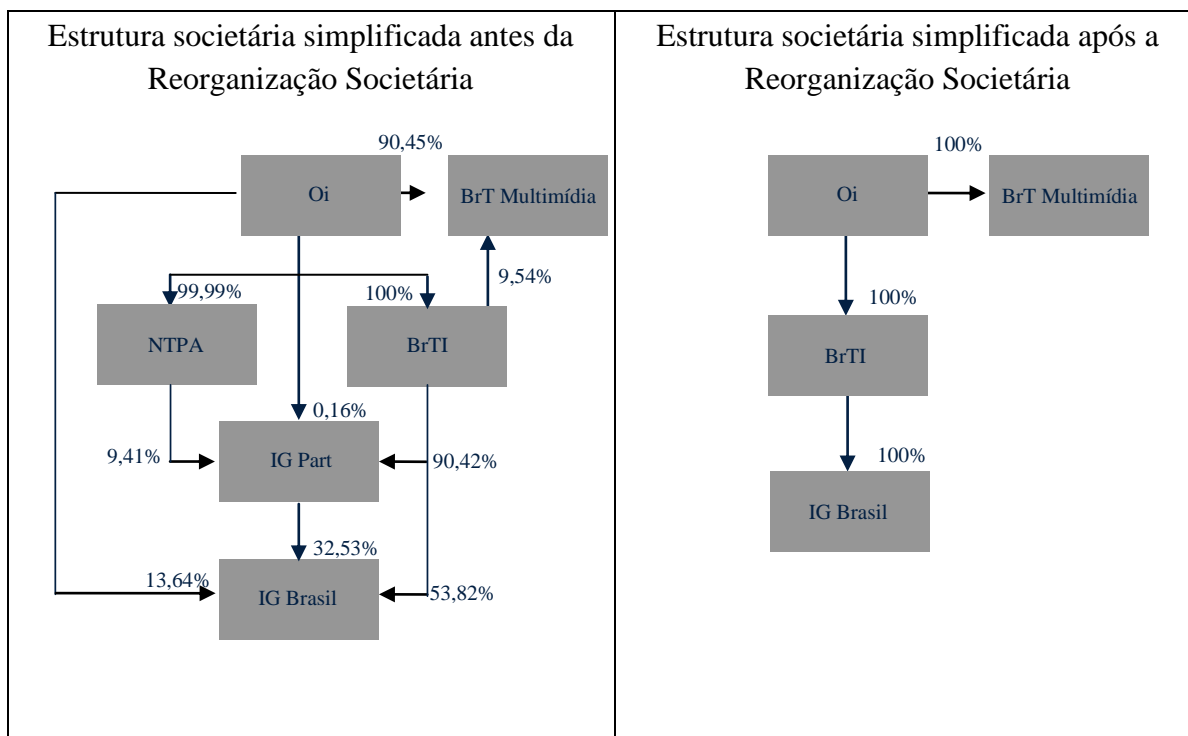 Estrutura societária simplificada antes da
Reorganização Societária
90,45%
Oi
BrT Multimídia
9,54%
99,99%
100%
NTPA
BrTI
0,16%
9,41%
IG Part
90,42%
32,53%
13,64%
IG Brasil
53,82%
Estrutura societária simplificada após a
Reorganização Societária
100%
Oi
BrT Multimídia
100%
BrTI
100%
IG Brasil